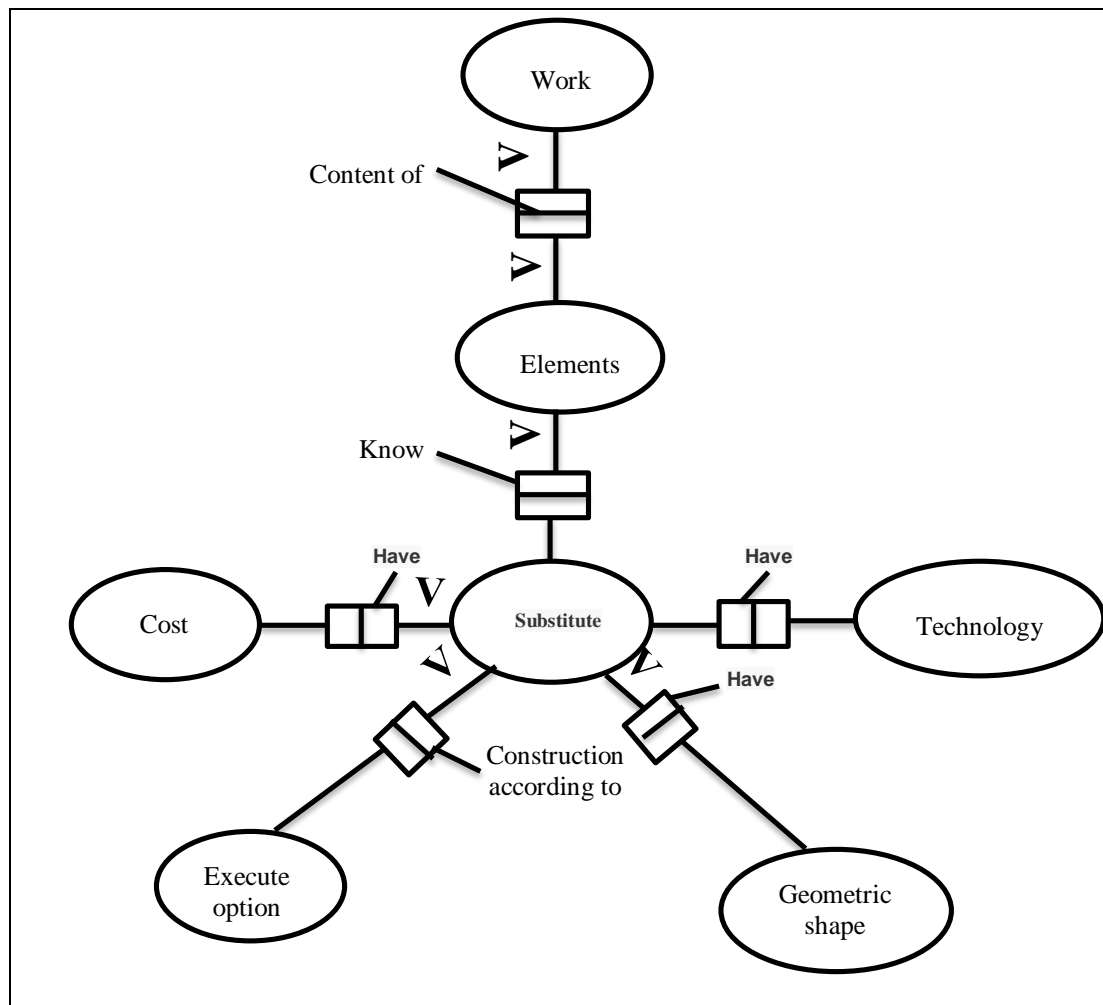 Work
V
Content of
V
Elements
V
Know
Have
Have
V
Cost
Substitute
Technology
V
V
Have
Construction
according to
Execute
option
Geometric
shape